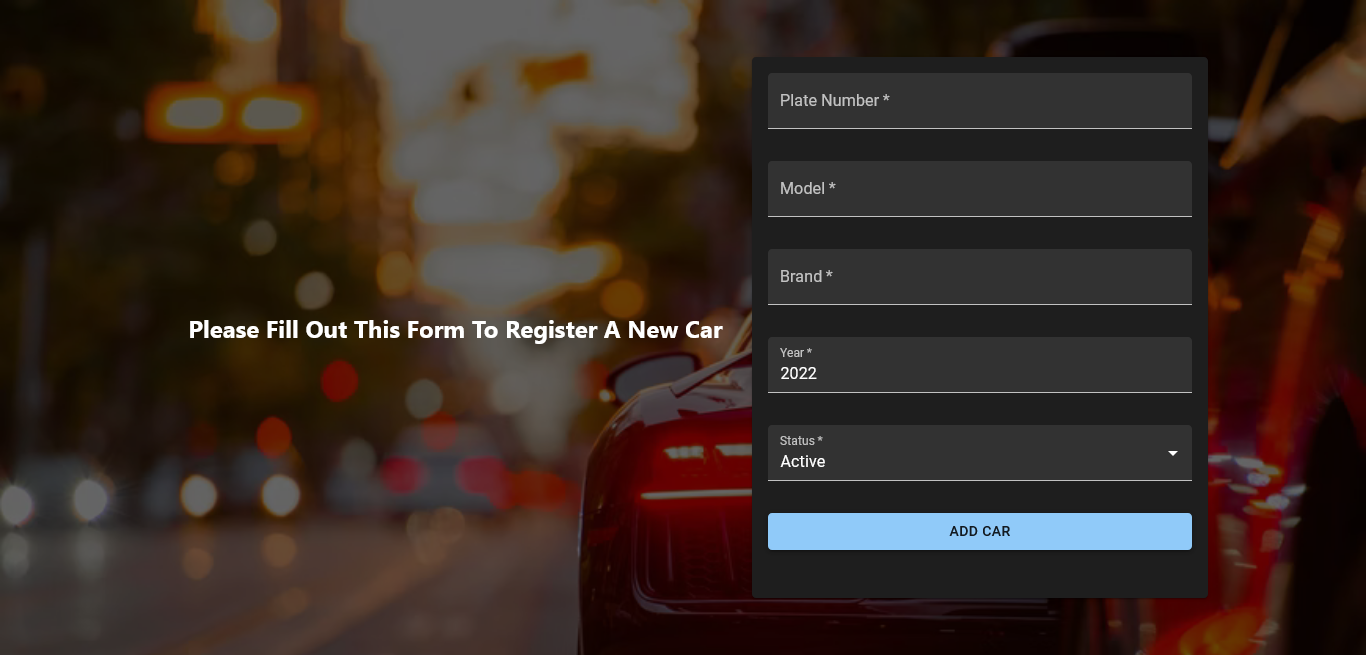 Please Fill Out This Form To Register A New Car
Plate Number *
Model *
Brand *
Year *
2022
Status *
Active
ADD CAR